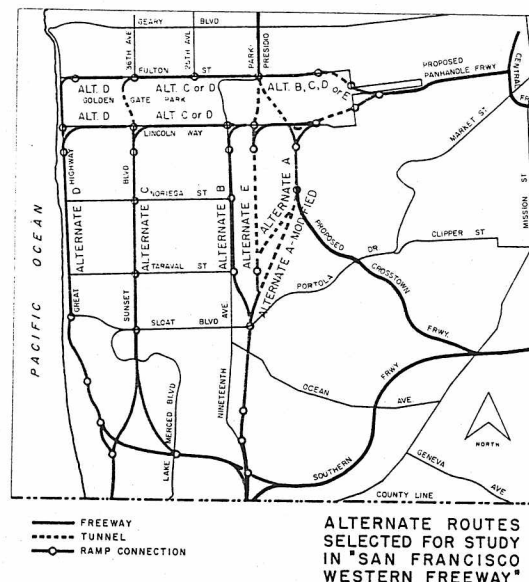 GEARY BLVD
36TH AVE
25TH AVE
PARK-
PRESIDIO
CENTRAL
FULTON ST
PROPOSED
PANHANDLE FRWY
ALT. D
ALT. C or D
ALT. B, C, D or E
GOLDEN GATE PARK
ALT. D
ALT. C or D
LINCOLN WAY
MARKET ST
MISSION ST
HIGHWAY
BLVD
NORIEGA ST
ALTERNATE D
ALTERNATE C
ALTERNATE B
ALTERNATE E
ALTERNATE A
ALTERNATE A-MODIFIED
PROPOSED
CROSSTOWN
FRWY
CLIPPER ST
DR
PORTOLA
TARAVAL ST
PACIFIC OCEAN
GREAT
SUNSET
SLOAT BLVD
AVE.
NINETEENTH
OCEAN AVE.
FRWY
SOUTHERN
LAKE MERCED BLVD
NORTH
GENEVA AVE
COUNTY LINE
FREEWAY
TUNNEL
RAMP CONNECTION
ALTERNATE ROUTES
SELECTED FOR STUDY
IN "SAN FRANCISCO
WESTERN FREEWAY"